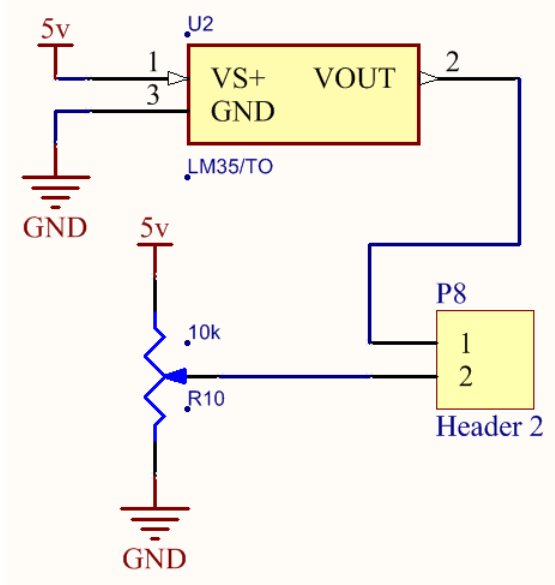 5v
U2
1
VS+
VOUT
2
3
GND
LM35/TO
GND
5v
P8
10k
1
2
R10
Header 2
GND